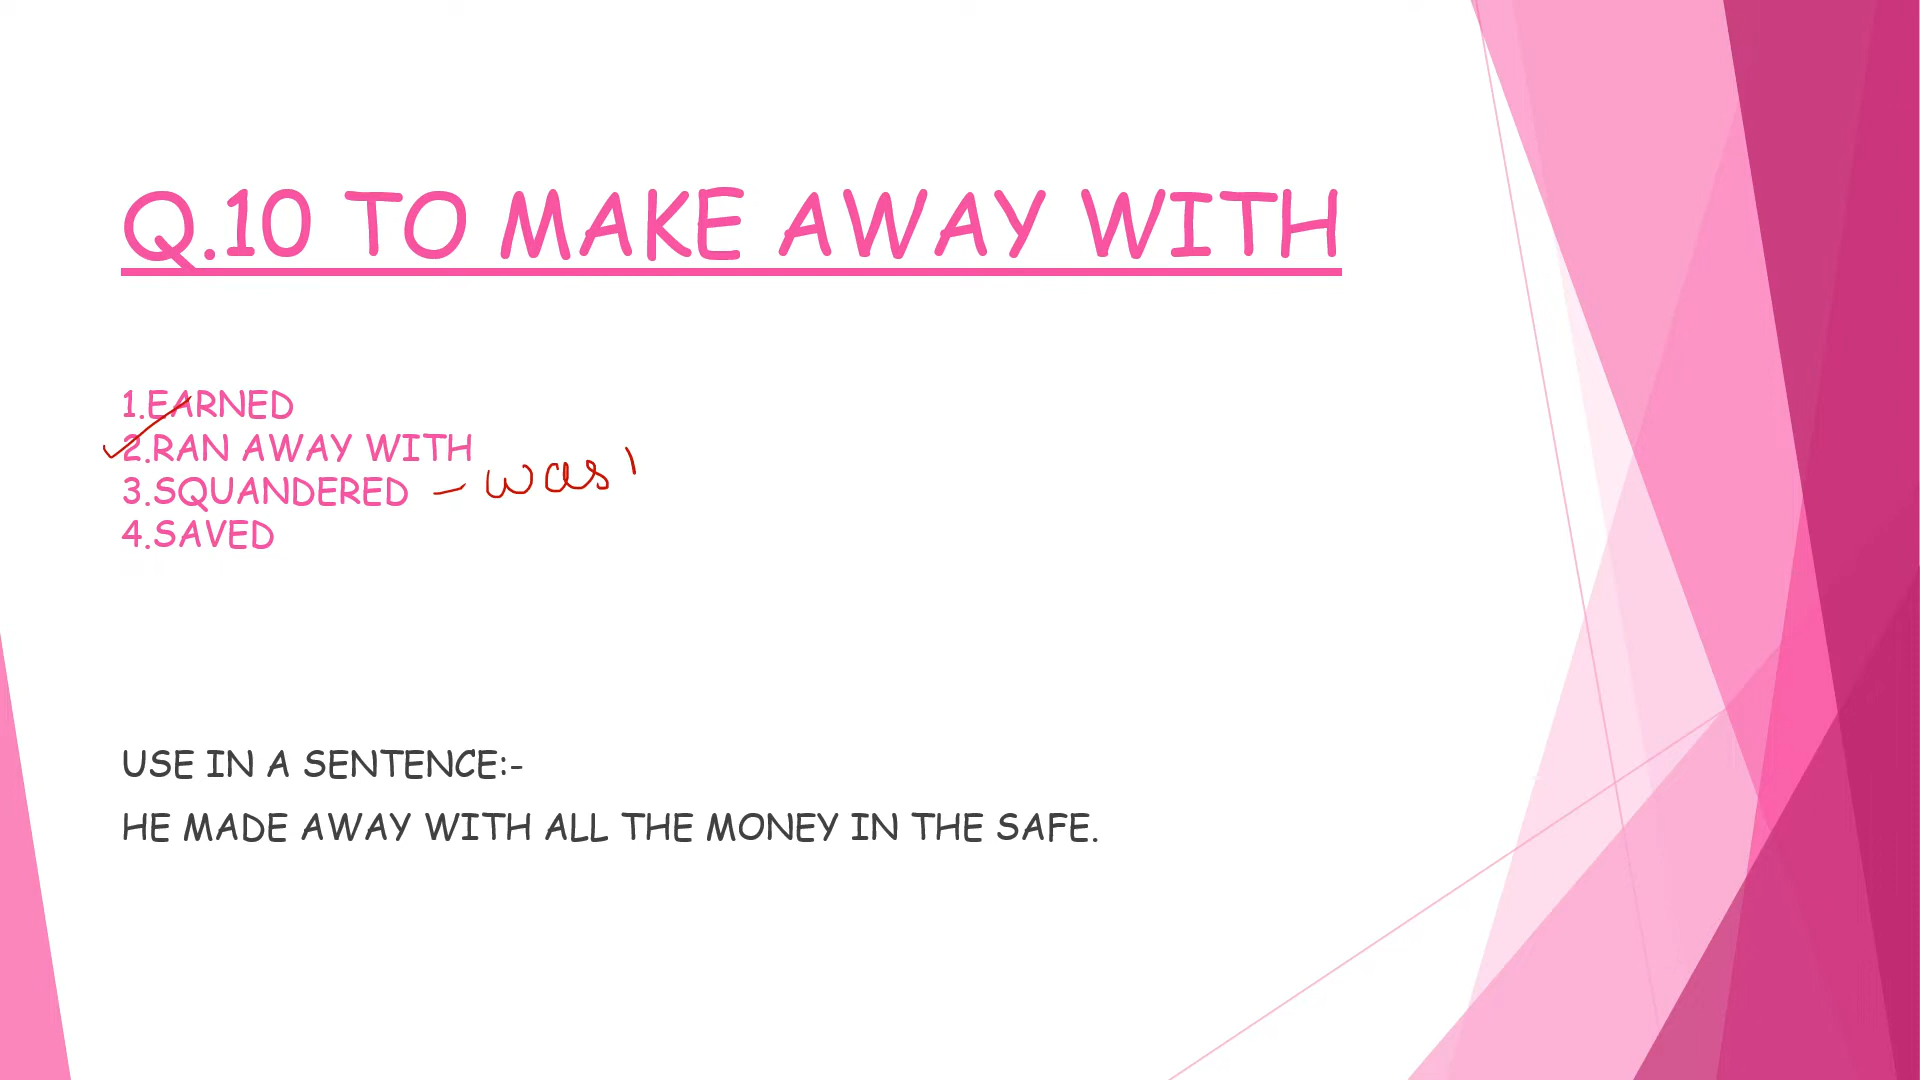 Q.10 TO MAKE AWAY WITH
1.EARNED
2.RAN AWAY WITH
3.SQUANDERED – was
4.SAVED
USE IN A SENTENCE:-
HE MADE AWAY WITH ALL THE MONEY IN THE SAFE.